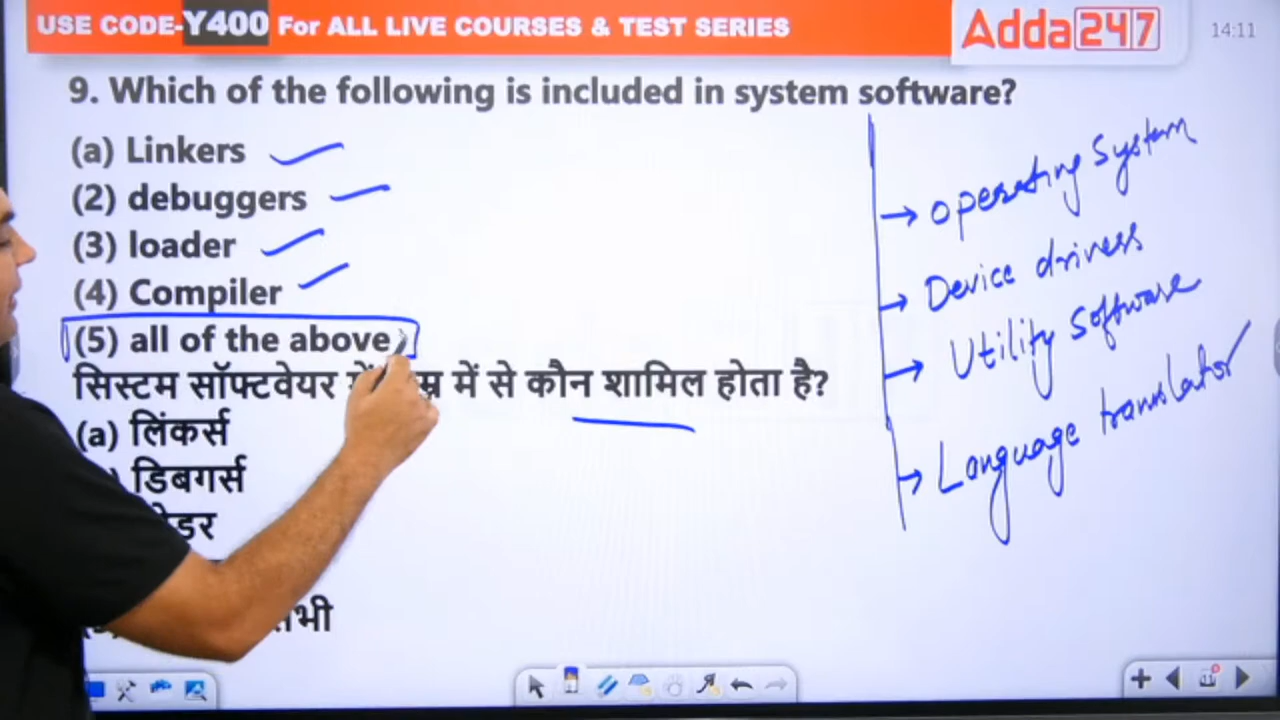 USE CODE-Y400 For ALL LIVE COURSES & TEST SERIES
Adda247
14:11
9. Which of the following is included in system software?
(a) Linkers
(2) debuggers
(3) loader
(4) Compiler
(5) all of the above
सिस्टम सॉफ्टवेयर में से कौन शामिल होता है?
(a) लिंकर्स
डिबगर्स
→ operating System
→ Device drivers
→ Utility Software
→ Language translator